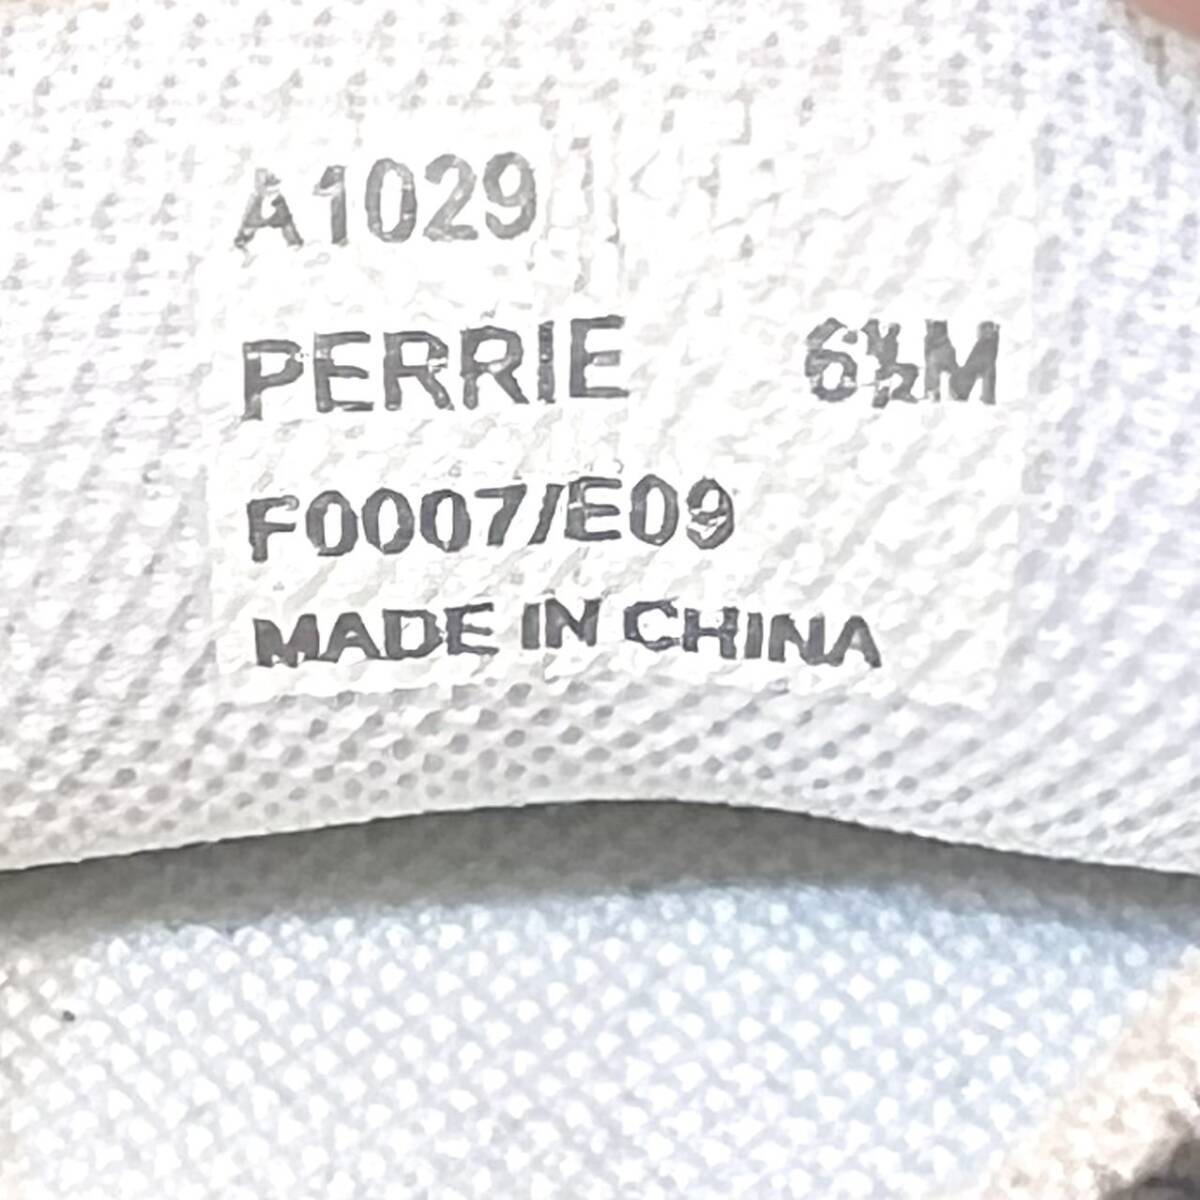 A1029
PERRIE 6½M
F0007/E09
MADE IN CHINA